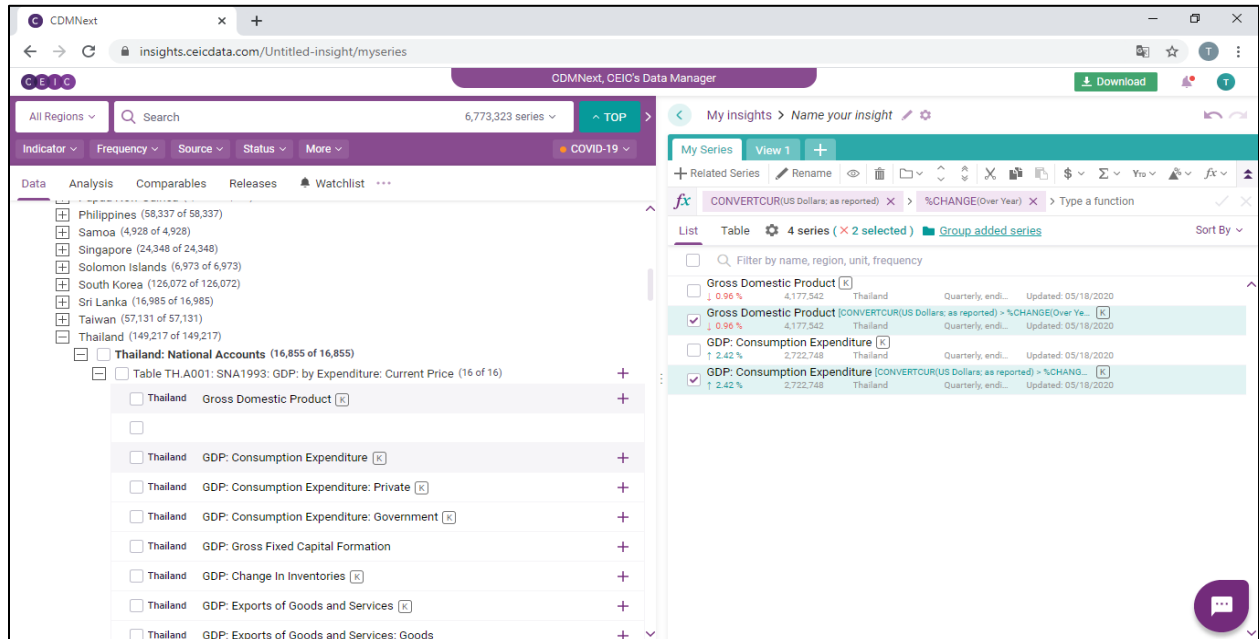 CDMNext
insights.ceicdata.com/Untitled-insight/myseries
T
CEIC
CDMNext, CEIC's Data Manager
Download
T
All Regions
Search
6,773,323 series
TOP
Indicator
Frequency
Source
Status
More
COVID-19
Data Analysis Comparables Releases Watchlist
Papua New Guinea
Philippines (58,337 of 58,337)
Samoa (4,928 of 4,928)
Singapore (24,348 of 24,348)
Solomon Islands (6,973 of 6,973)
South Korea (126,072 of 126,072)
Sri Lanka (16,985 of 16,985)
Taiwan (57,131 of 57,131)
Thailand (149,217 of 149,217)
Thailand: National Accounts (16,855 of 16,855)
Table TH.A001: SNA1993: GDP: by Expenditure: Current Price (16 of 16)
Thailand Gross Domestic Product K
Thailand GDP: Consumption Expenditure K
Thailand GDP: Consumption Expenditure: Private K
Thailand GDP: Consumption Expenditure: Government K
Thailand GDP: Gross Fixed Capital Formation
Thailand GDP: Change In Inventories K
Thailand GDP: Exports of Goods and Services K
Thailand GDP: Exports of Goods and Services: Goods
My insights > Name your insight
My Series View 1 +
+ Related Series Rename $ Σ YTD % fx
fx CONVERTCUR(US Dollars; as reported) × > %CHANGE(Over Year) × > Type a function
List Table 4 series ( × 2 selected ) Group added series Sort By
Filter by name, region, unit, frequency
Gross Domestic Product K
↓ 0.96 % 4,177,542 Thailand Quarterly, endi... Updated: 05/18/2020
Gross Domestic Product [CONVERTCUR(US Dollars; as reported) > %CHANGE(Over Ye... K
↓ 0.96 % 4,177,542 Thailand Quarterly, endi... Updated: 05/18/2020
GDP: Consumption Expenditure K
↑ 2.42 % 2,722,748 Thailand Quarterly, endi... Updated: 05/18/2020
GDP: Consumption Expenditure [CONVERTCUR(US Dollars; as reported) > %CHANG... K
↑ 2.42 % 2,722,748 Thailand Quarterly, endi... Updated: 05/18/2020